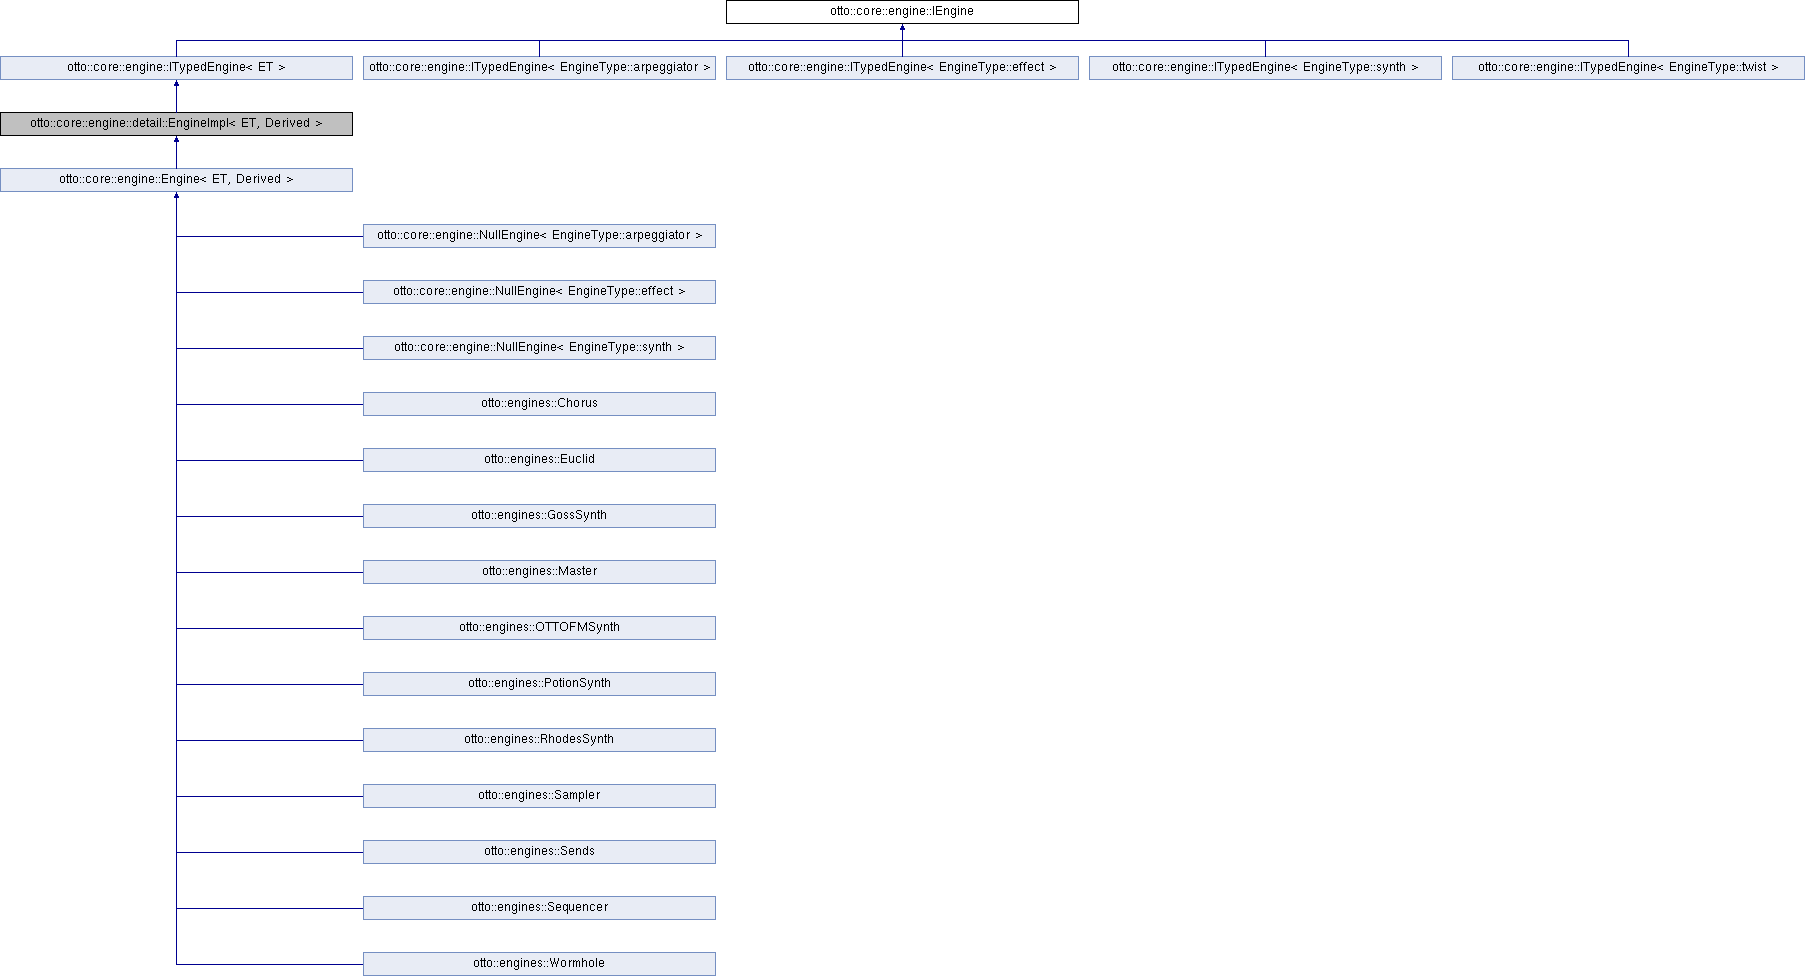 otto::core::engine::IEngine
otto::core::engine::ITypedEngine< ET >
otto::core::engine::ITypedEngine< EngineType::arpeggiator >
otto::core::engine::ITypedEngine< EngineType::effect >
otto::core::engine::ITypedEngine< EngineType::synth >
otto::core::engine::ITypedEngine< EngineType::twist >
otto::core::engine::detail::EngineImpl< ET, Derived >
otto::core::engine::Engine< ET, Derived >
otto::core::engine::NullEngine< EngineType::arpeggiator >
otto::core::engine::NullEngine< EngineType::effect >
otto::core::engine::NullEngine< EngineType::synth >
otto::engines::Chorus
otto::engines::Euclid
otto::engines::GossSynth
otto::engines::Master
otto::engines::OTTOFMSynth
otto::engines::PotionSynth
otto::engines::RhodesSynth
otto::engines::Sampler
otto::engines::Sends
otto::engines::Sequencer
otto::engines::Wormhole